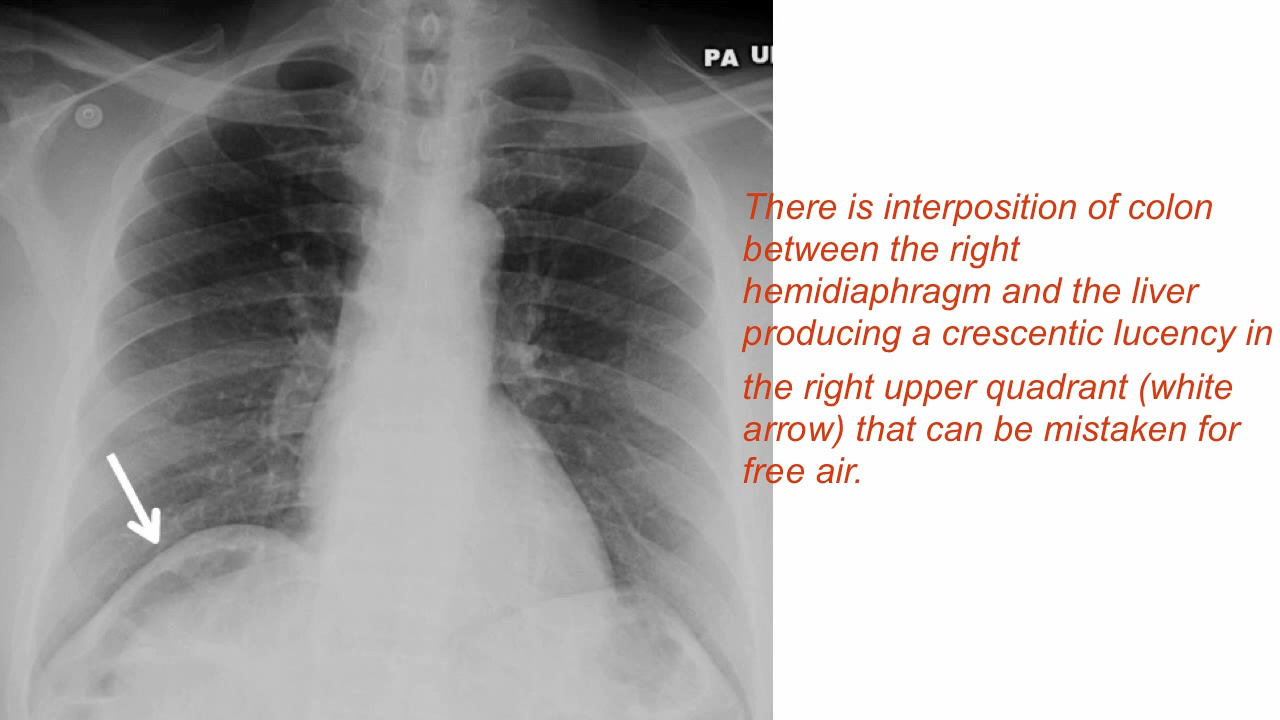 PA
There is interposition of colon
between the right
hemidiaphragm and the liver
producing a crescentic lucency in
the right upper quadrant (white
arrow) that can be mistaken for
free air.